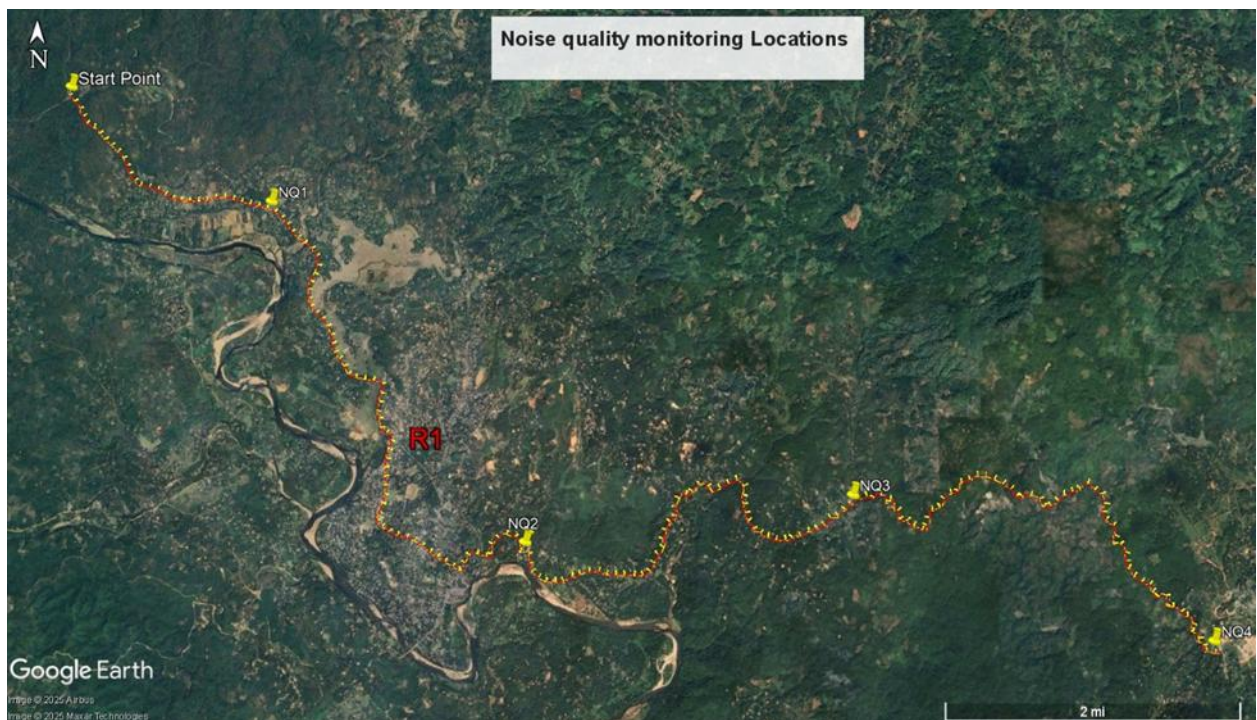 Noise quality monitoring Locations
N
Start Point
NQ1
R1
NQ2
NQ3
NQ4
Google Earth
Image © 2025 Airbus
Image © 2025 Maxar Technologies
2 mi